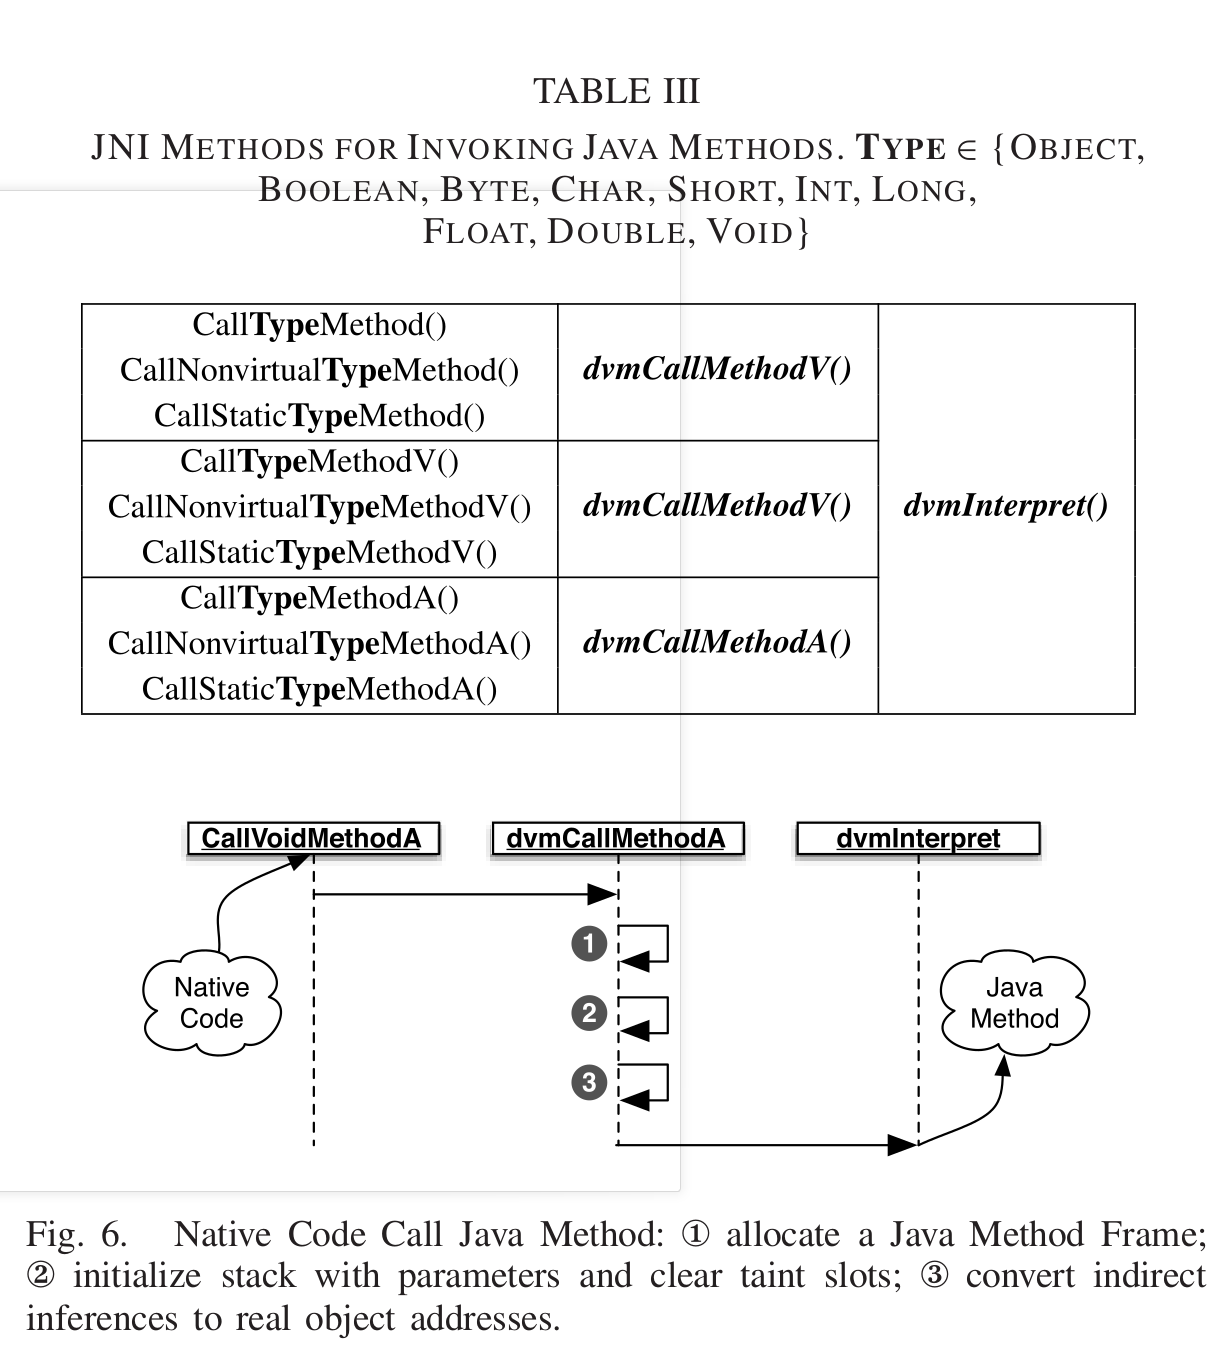 TABLE III
JNI METHODS FOR INVOKING JAVA METHODS. TYPE ∈ {OBJECT,
BOOLEAN, BYTE, CHAR, SHORT, INT, LONG,
FLOAT, DOUBLE, VOID}
CallTypeMethod()
CallNonvirtualTypeMethod()
CallStaticTypeMethod()
dvmCallMethodV()
CallTypeMethodV()
CallNonvirtualTypeMethodV()
CallStaticTypeMethodV()
dvmCallMethodV()
CallTypeMethodA()
CallNonvirtualTypeMethodA()
CallStaticTypeMethodA()
dvmCallMethodA()
dvmInterpret()
CallVoidMethodA
dvmCallMethodA
dvmInterpret
1
2
3
Native
Code
Java
Method
Fig. 6. Native Code Call Java Method: ① allocate a Java Method Frame;
② initialize stack with parameters and clear taint slots; ③ convert indirect
inferences to real object addresses.